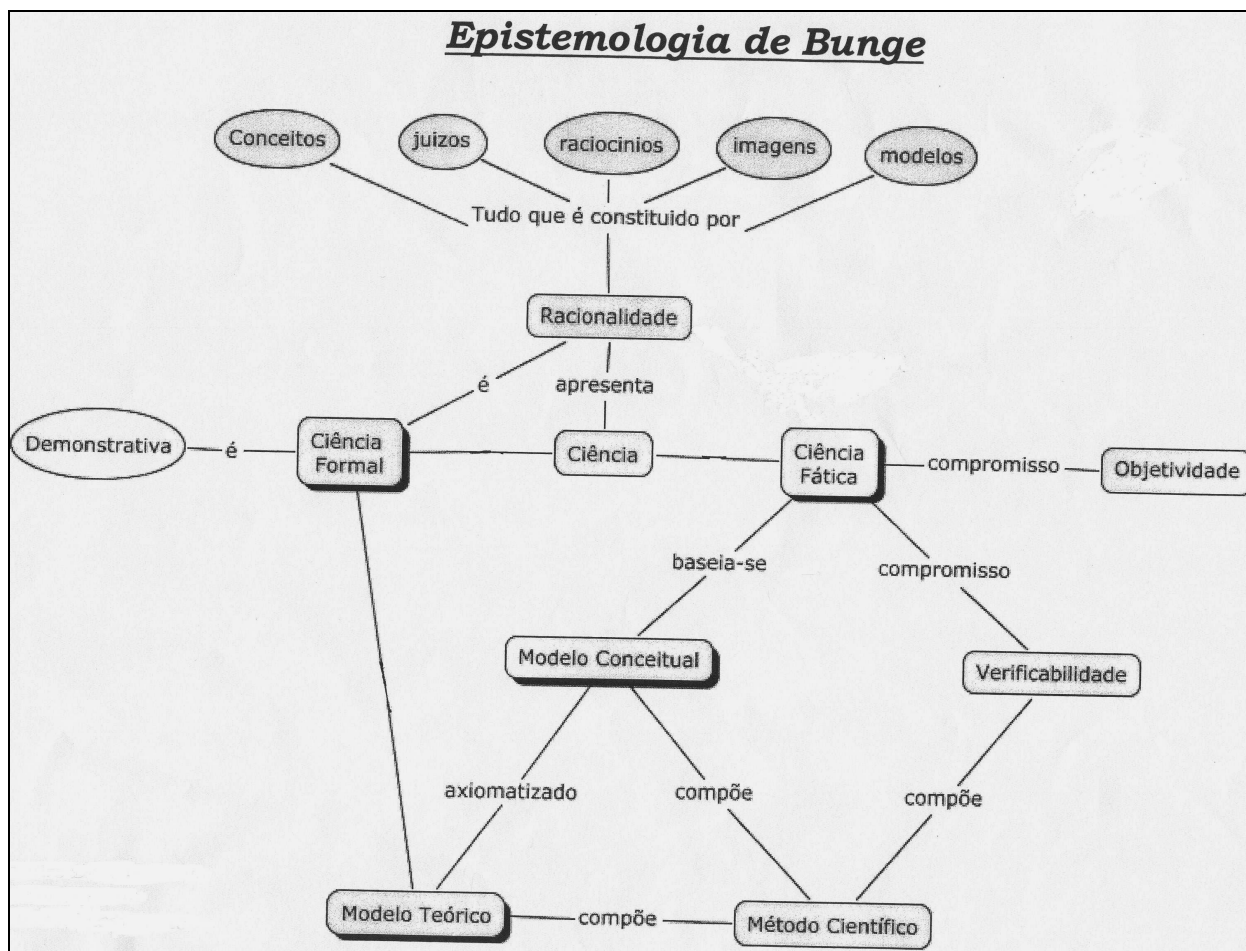 Epistemologia de Bunge
Conceitos
juizos
raciocinios
imagens
modelos
Tudo que é constituido por
Racionalidade
é
apresenta
Demonstrativa
é
Ciência
Formal
Ciência
Ciência
Fática
compromisso
Objetividade
baseia-se
compromisso
Modelo Conceitual
Verificabilidade
axiomatizado
compõe
compõe
Modelo Teórico
compõe
Método Científico